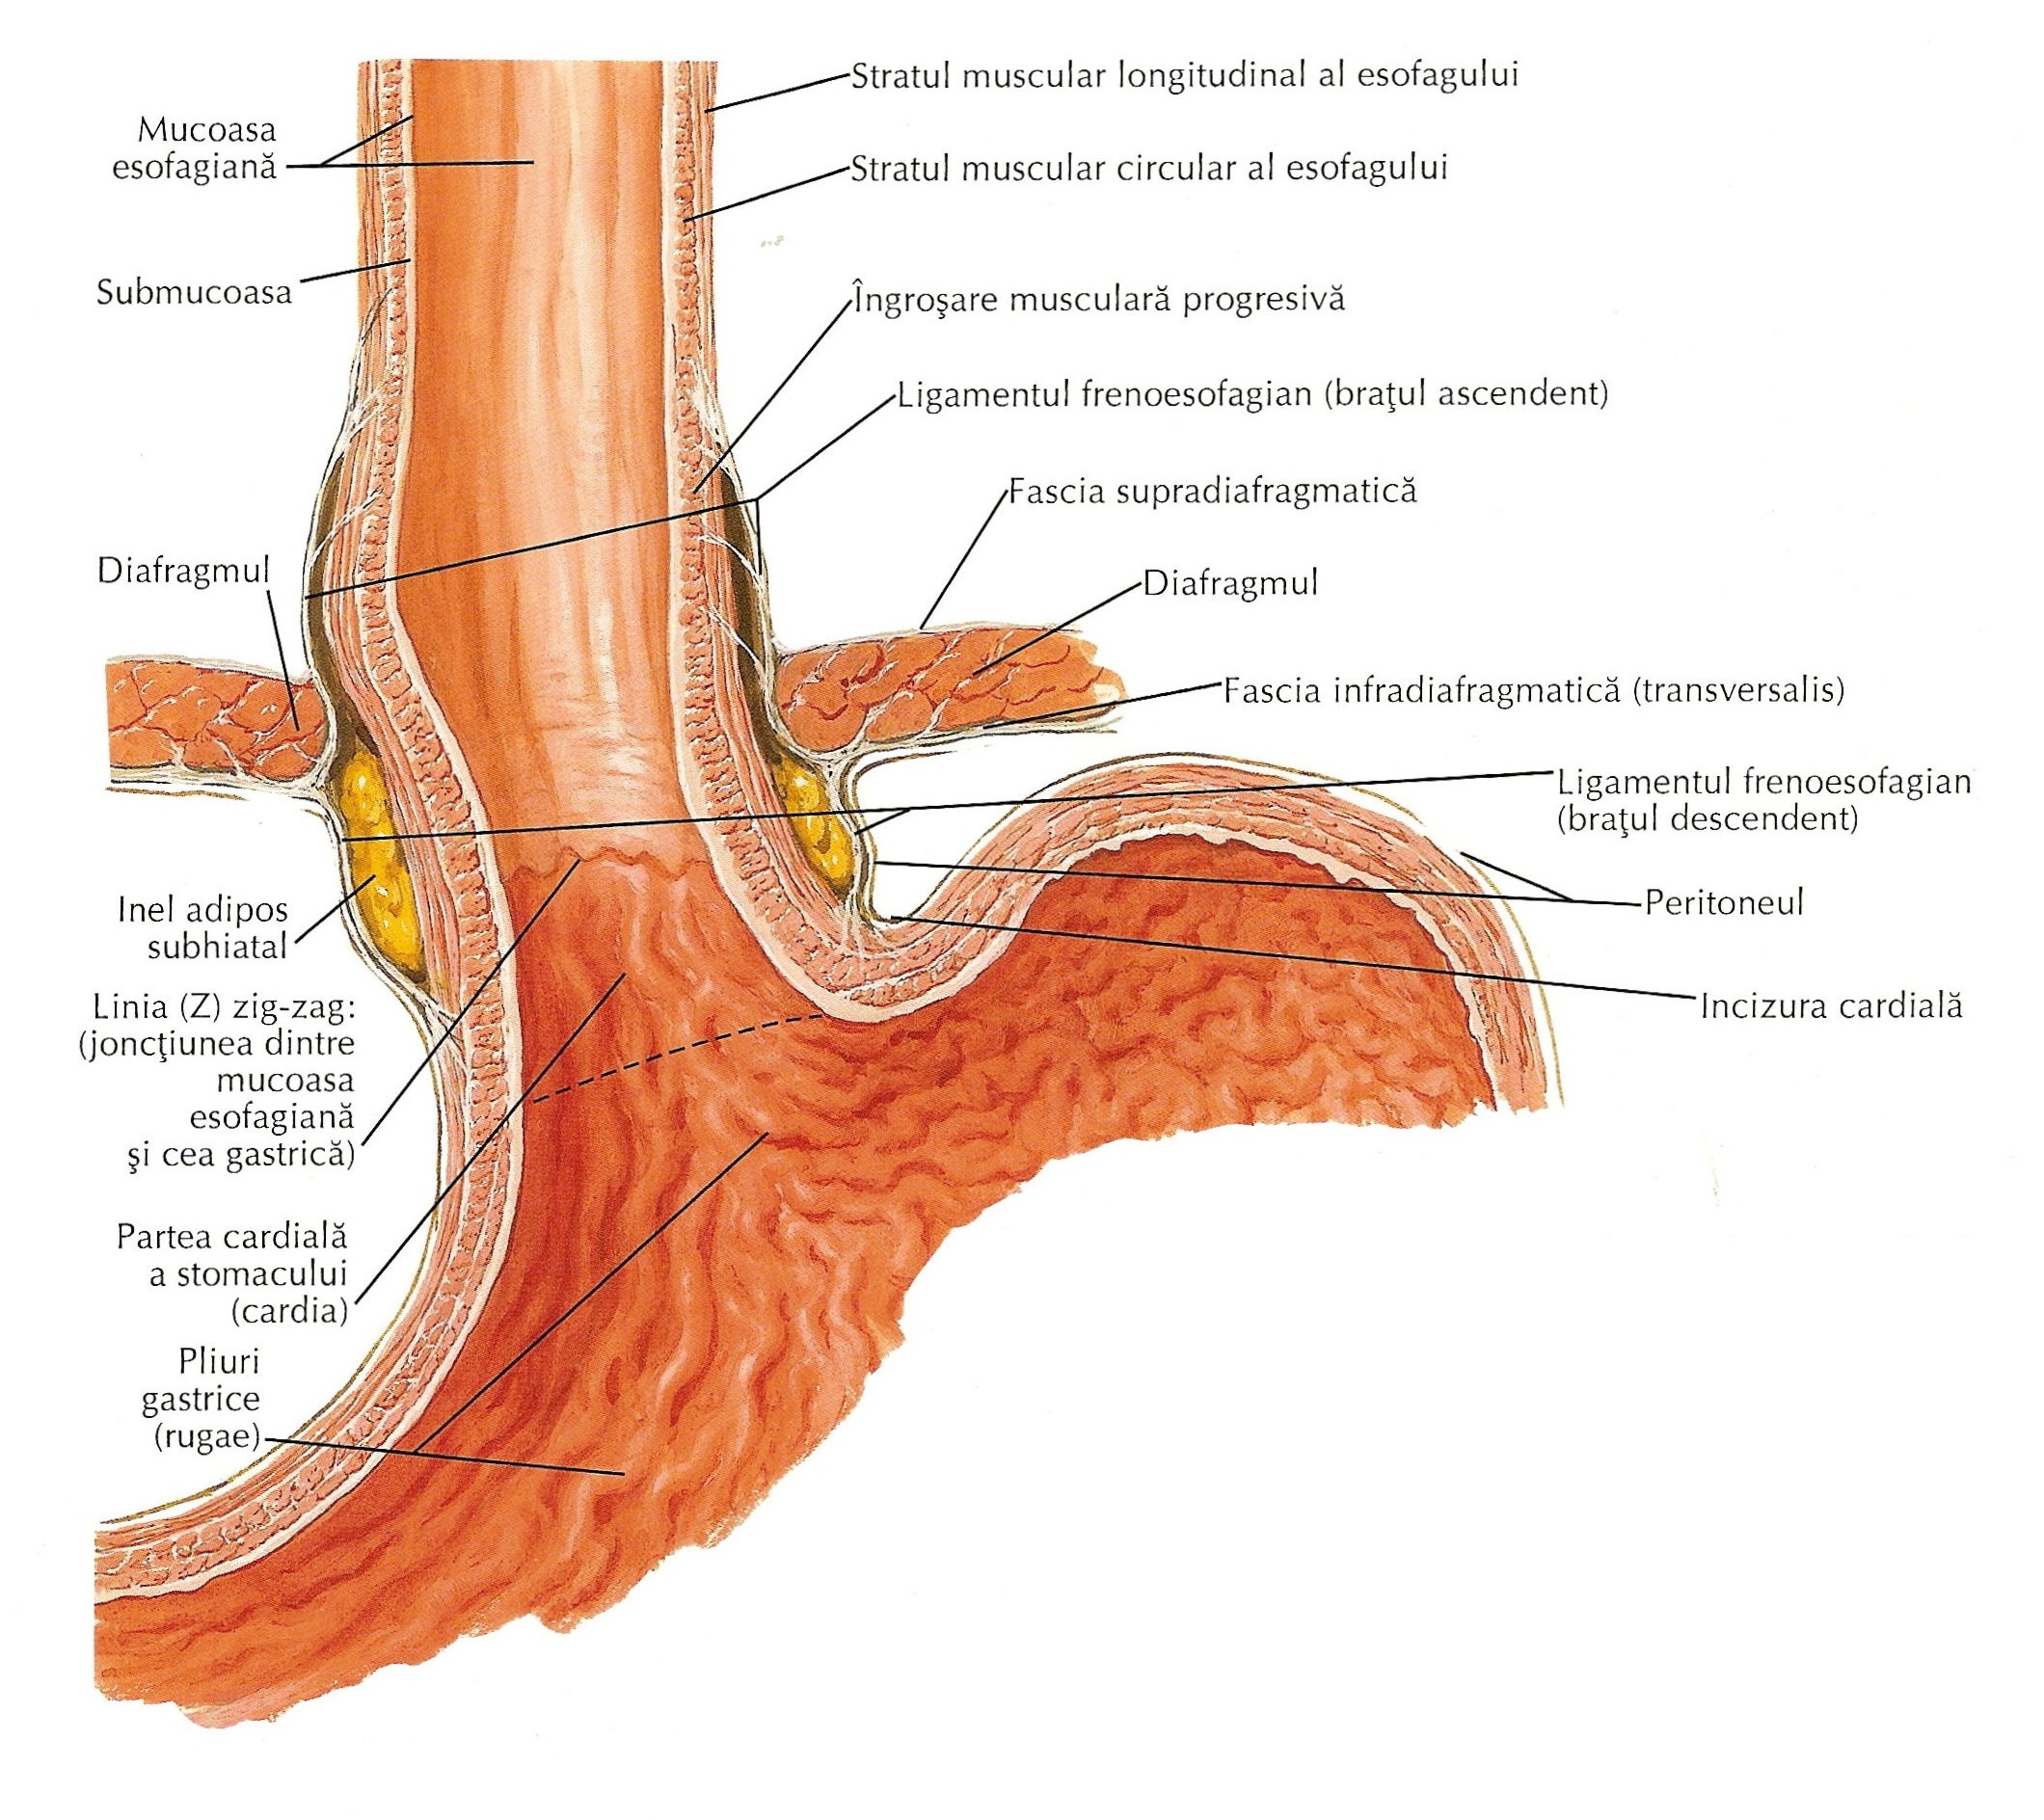 Stratul muscular longitudinal al esofagului
Mucoasa
esofagiană
Stratul muscular circular al esofagului
Submucoasa
Îngroşare musculară progresivă
Ligamentul frenoesofagian (braţul ascendent)
Fascia supradiafragmatică
Diafragmul
Diafragmul
Fascia infradiafragmatică (transversalis)
Ligamentul frenoesofagian
(braţul descendent)
Inel adipos
subhiatal
Peritoneul
Linia (Z) zig-zag:
(joncţiunea dintre
mucoasa
esofagiană
şi cea gastrică)
Incizura cardială
Partea cardială
a stomacului
(cardia)
Pliuri
gastrice
(rugae)